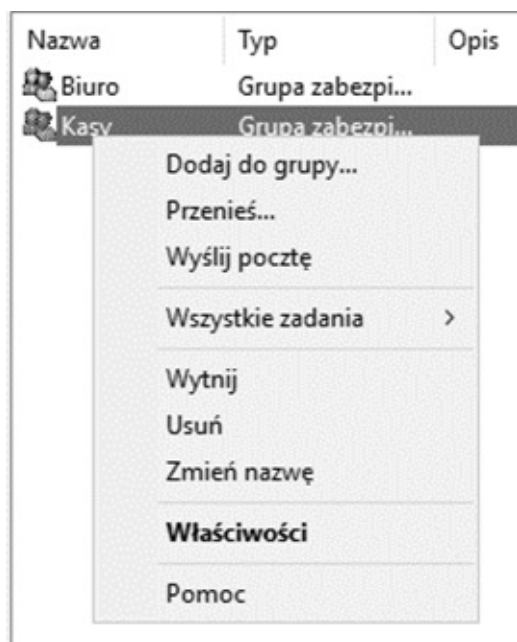 Nazwa Typ Opis
Biuro Grupa zabezpi...
Kasy Grupa zabezpi...
Dodaj do grupy...
Przenieś...
Wyślij pocztę
Wszystkie zadania >
Wytnij
Usuń
Zmień nazwę
Właściwości
Pomoc